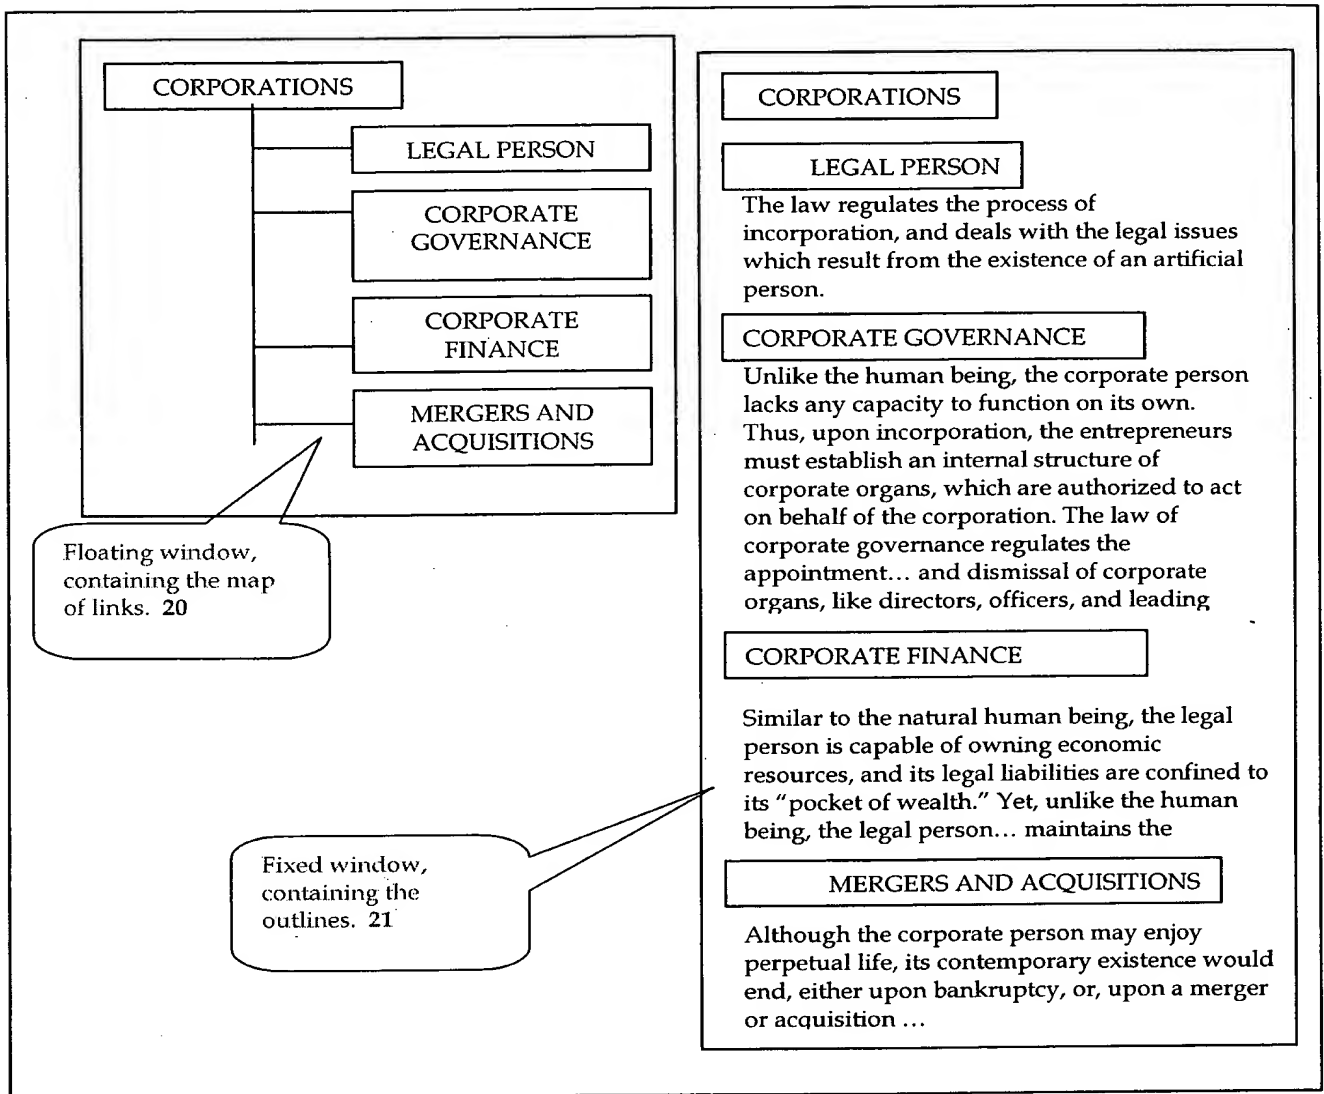 CORPORATIONS
LEGAL PERSON
CORPORATE
GOVERNANCE
CORPORATE
FINANCE
MERGERS AND
ACQUISITIONS
Floating window,
containing the map
of links. 20
CORPORATIONS
LEGAL PERSON
The law regulates the process of
incorporation, and deals with the legal issues
which result from the existence of an artificial
person.
CORPORATE GOVERNANCE
Unlike the human being, the corporate person
lacks any capacity to function on its own.
Thus, upon incorporation, the entrepreneurs
must establish an internal structure of
corporate organs, which are authorized to act
on behalf of the corporation. The law of
corporate governance regulates the
appointment... and dismissal of corporate
organs, like directors, officers, and leading
CORPORATE FINANCE
Similar to the natural human being, the legal
person is capable of owning economic
resources, and its legal liabilities are confined to
its “pocket of wealth.” Yet, unlike the human
being, the legal person... maintains the
MERGERS AND ACQUISITIONS
Although the corporate person may enjoy
perpetual life, its contemporary existence would
end, either upon bankruptcy, or, upon a merger
or acquisition ...
Fixed window,
containing the
outlines. 21